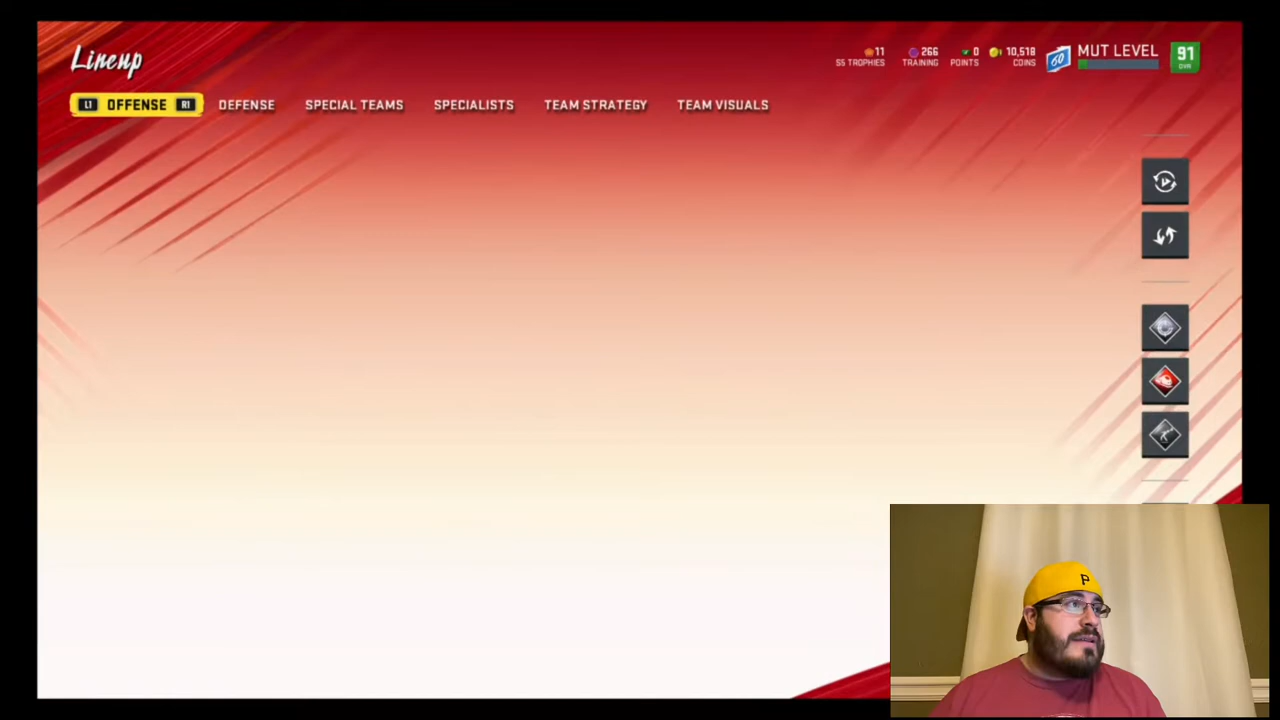 Lineup
11
S5 TROPHIES
266
TRAINING
0
POINTS
10,518
COINS
60
MUT LEVEL
91
OVR
L1 OFFENSE R1
DEFENSE
SPECIAL TEAMS
SPECIALISTS
TEAM STRATEGY
TEAM VISUALS
P